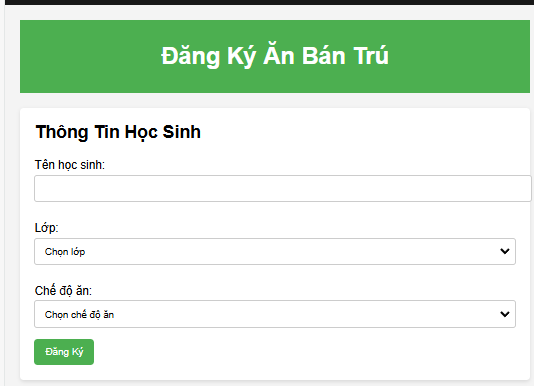 Đăng Ký Ăn Bán Trú
Thông Tin Học Sinh
Tên học sinh:
Lớp:
Chọn lớp
Chế độ ăn:
Chọn chế độ ăn
Đăng Ký